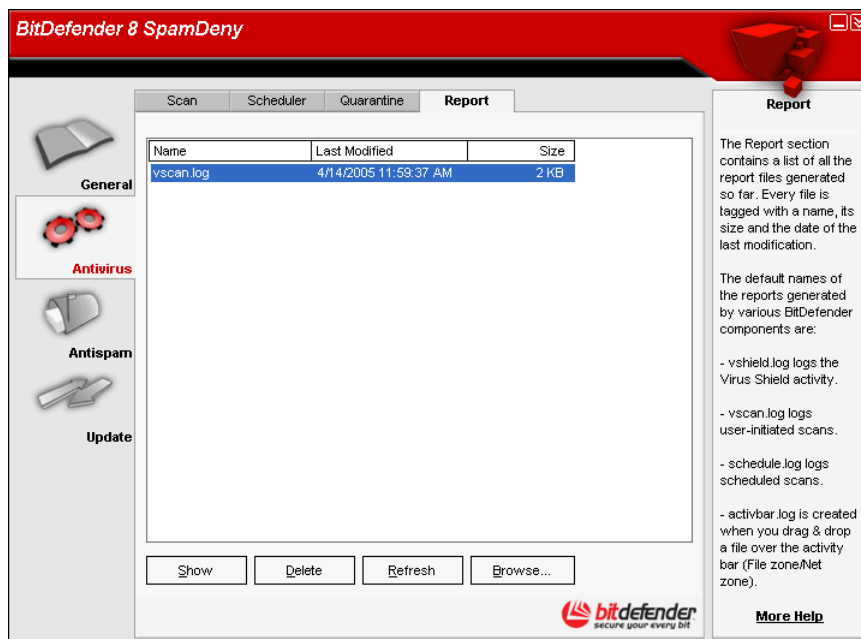 BitDefender 8 SpamDeny
Scan
Scheduler
Quarantine
Report
General
Antivirus
Antispam
Update
Name Last Modified Size
vscan.log 4/14/2005 11:59:37 AM 2 KB
Show
Delete
Refresh
Browse...
bitdefender
secure your every bit
Report
The Report section
contains a list of all the
report files generated
so far. Every file is
tagged with a name, its
size and the date of the
last modification.
The default names of
the reports generated
by various BitDefender
components are:
- vshield.log logs the
Virus Shield activity.
- vscan.log logs
user-initiated scans.
- schedule.log logs
scheduled scans.
- activbar.log is created
when you drag & drop
a file over the activity
bar (File zone/Net
zone).
More Help